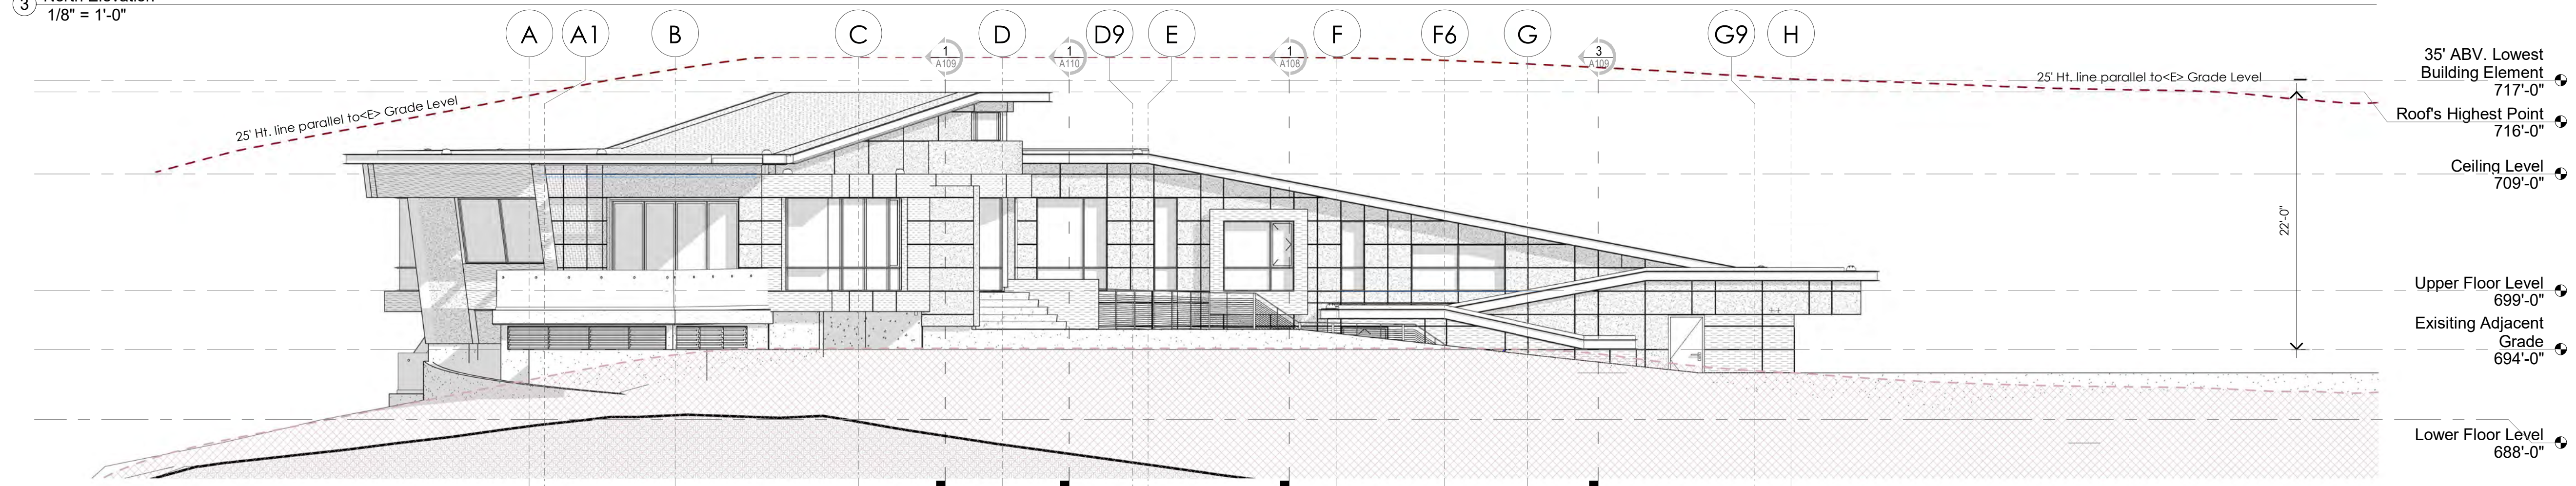 3 North Elevation
1/8" = 1'-0"
A
A1
B
C
1
A109
D
1
A110
D9
E
1
A108
F
F6
G
3
A109
G9
H
25' Ht. line parallel to<E> Grade Level
25' Ht. line parallel to<E> Grade Level
35' ABV. Lowest
Building Element
717'-0"
Roof's Highest Point
716'-0"
Ceiling Level
709'-0"
22'-0"
Upper Floor Level
699'-0"
Exisiting Adjacent
Grade
694'-0"
Lower Floor Level
688'-0"